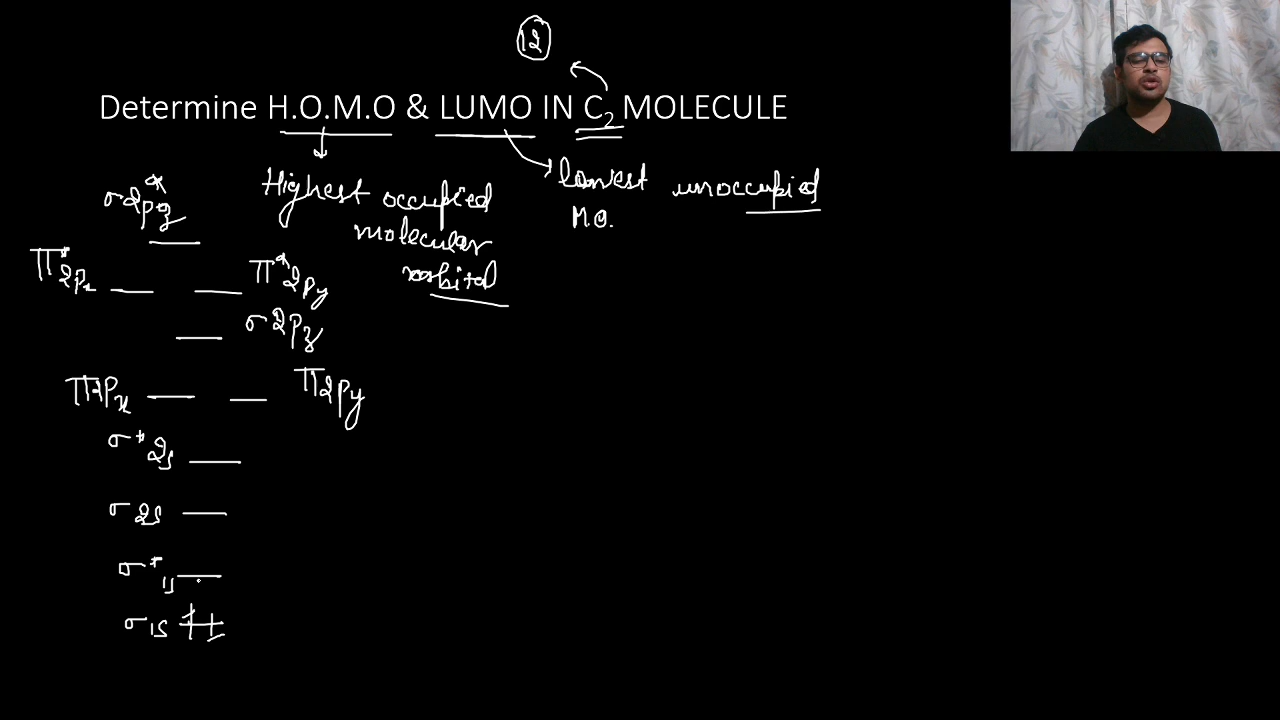 12
Determine H.O.M.O & LUMO IN C₂ MOLECULE
Highest occupied
molecular
orbital
lowest unoccupied
M.O.
σ2p*z
π*2px
π*2py
σ2pz
π2px
π2py
σ*2s
σ2s
σ*1s
σ1s